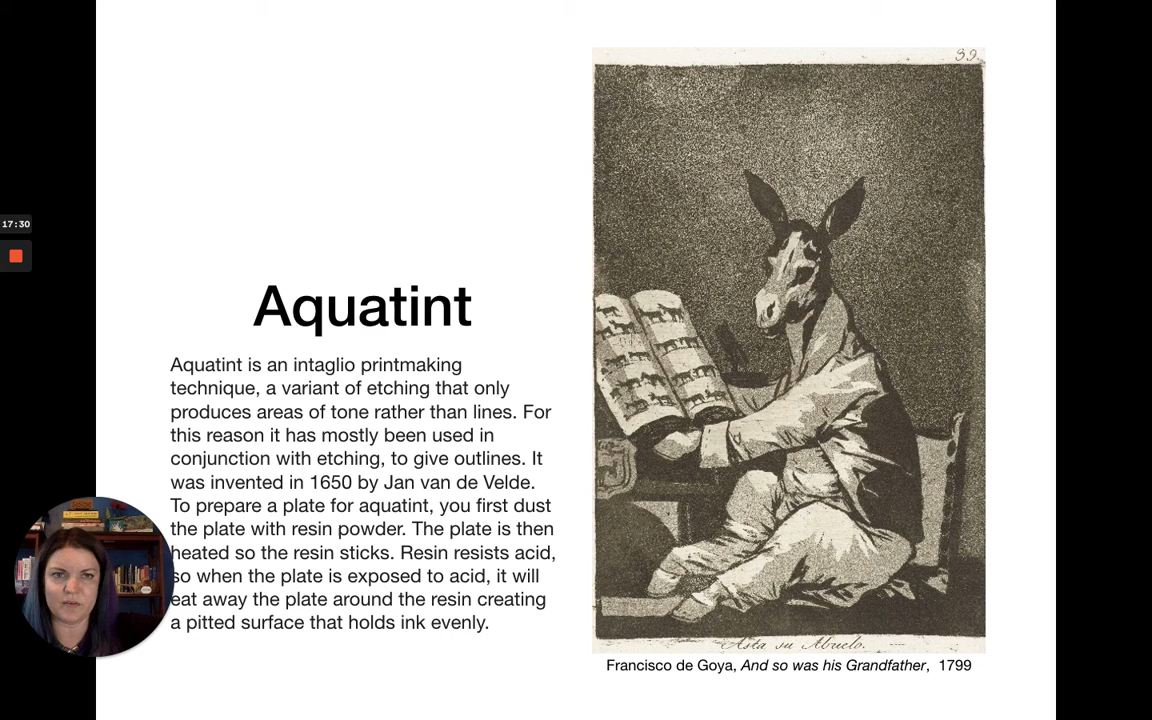 39.
17:30
Aquatint
Aquatint is an intaglio printmaking
technique, a variant of etching that only
produces areas of tone rather than lines. For
this reason it has mostly been used in
conjunction with etching, to give outlines. It
was invented in 1650 by Jan van de Velde.
To prepare a plate for aquatint, you first dust
the plate with resin powder. The plate is then
heated so the resin sticks. Resin resists acid,
so when the plate is exposed to acid, it will
eat away the plate around the resin creating
a pitted surface that holds ink evenly.
Asta su Abuelo.
Francisco de Goya, And so was his Grandfather, 1799